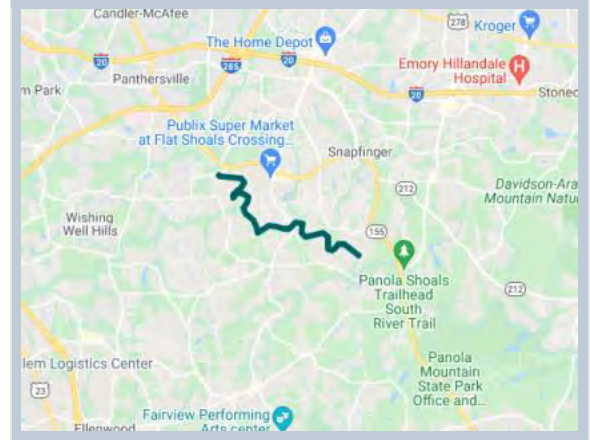 Candler-McAfee
278
Kroger
The Home Depot
20
285
20
Emory Hillandale
Hospital
Panthersville
20
m Park
Stonec
Publix Super Market
at Flat Shoals Crossing...
Snapfinger
212
Davidson-Ara
Mountain Natu
Wishing
Well Hills
155
Panola Shoals
Trailhead
South
River Trail
212
Panola
Mountain
State Park
Office and...
lem Logistics Center
23
Fairview Performing
Arts center
Ellenwood